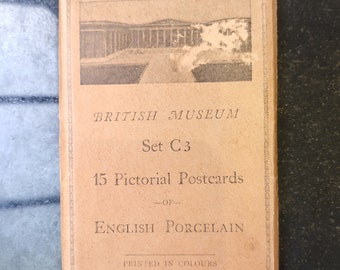 BRITISH MUSEUM
Set C3
15 Pictorial Postcards
—OF—
ENGLISH PORCELAIN
PRINTED IN COLOURS